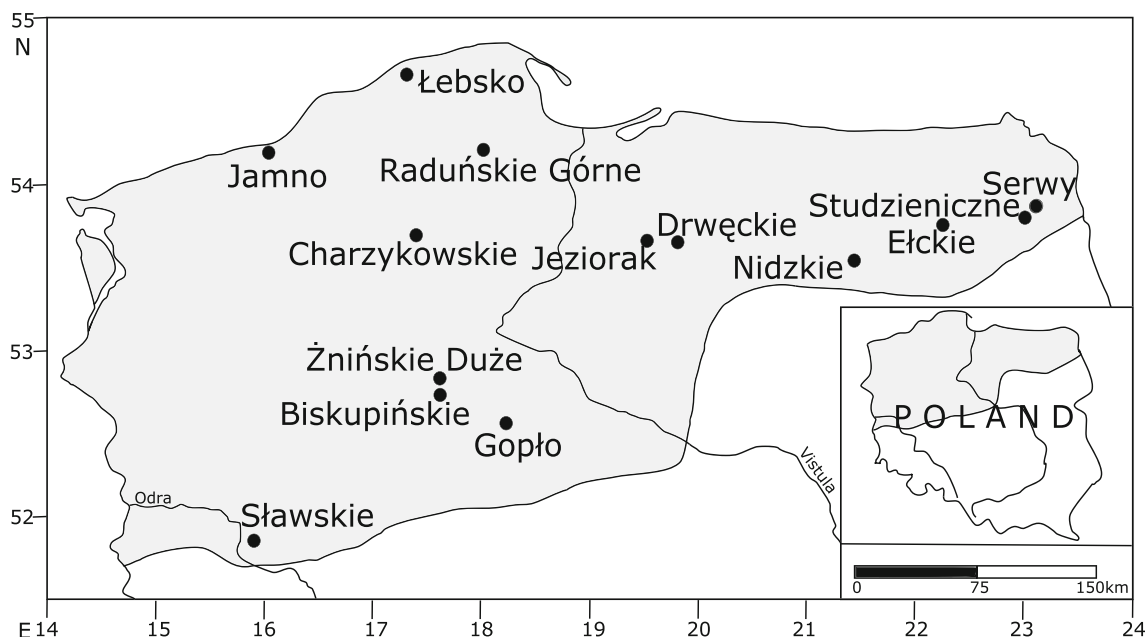 55
N
Łebsko
Jamno
Raduńskie Górne
54
Serwy
Studzieniczne
Drwęckie
Ełckie
Charzykowskie
Jeziorak
Nidzkie
53
Żnińskie Duże
Biskupińskie
Gopło
POLAND
Vistula
Odra
52
Sławskie
0 75 150km
E 14 15 16 17 18 19 20 21 22 23 24